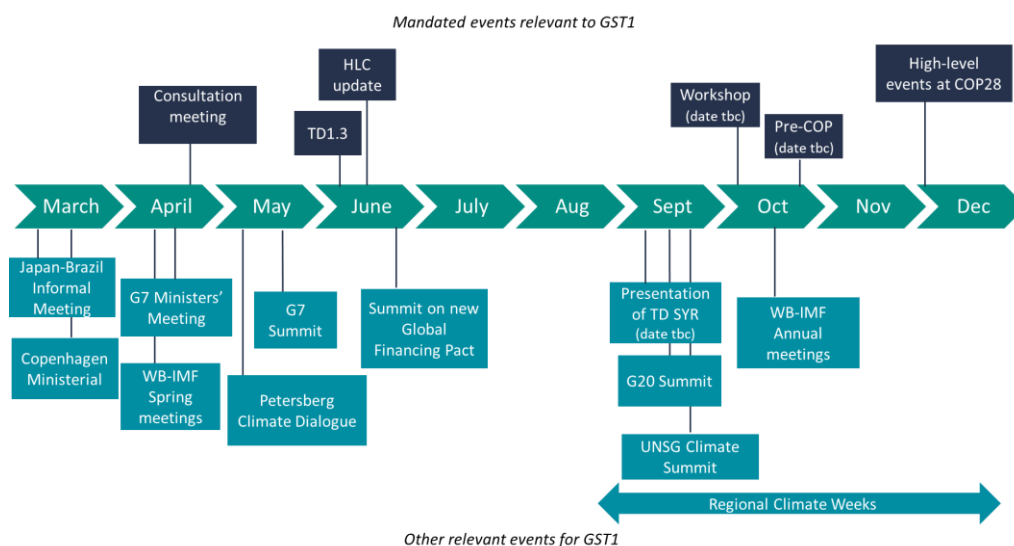 Mandated events relevant to GST1
HLC
update
High-level
events at COP28
Consultation
meeting
Workshop
(date tbc)
TD1.3
Pre-COP
(date tbc)
March
April
May
June
July
Aug
Sept
Oct
Nov
Dec
Japan-Brazil
Informal
Meeting
G7 Ministers’
Meeting
G7
Summit
Summit on new
Global
Financing Pact
Presentation
of TD SYR
(date tbc)
WB-IMF
Annual
meetings
Copenhagen
Ministerial
WB-IMF
Spring
meetings
Petersberg
Climate Dialogue
G20 Summit
UNSG Climate
Summit
Regional Climate Weeks
Other relevant events for GST1